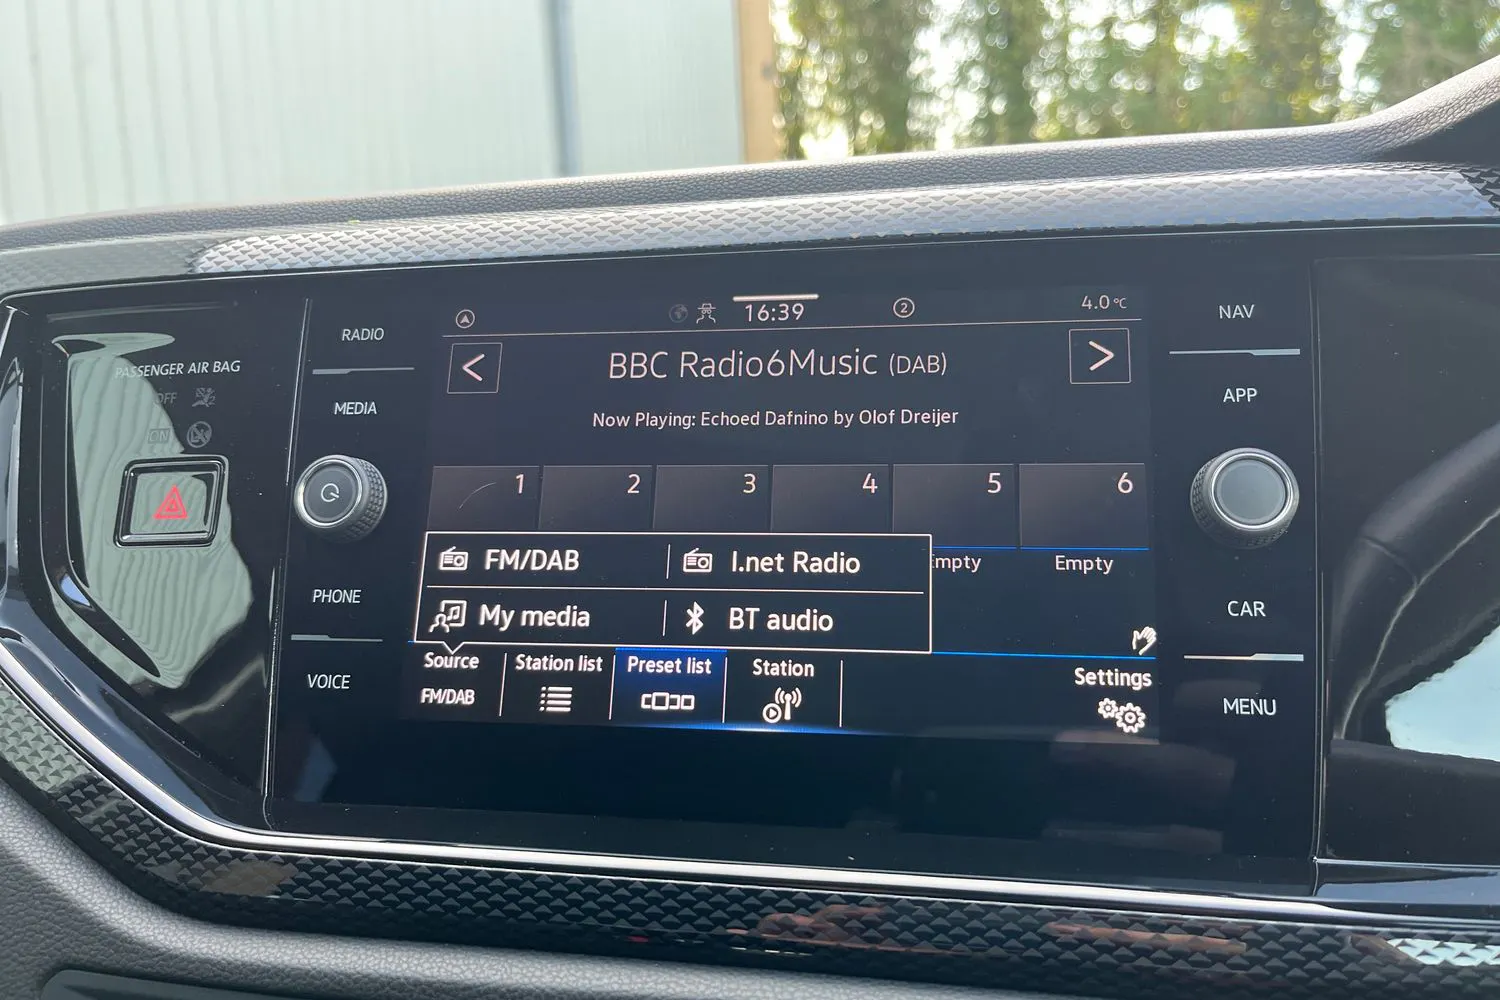 RADIO
MEDIA
PHONE
VOICE
PASSENGER AIR BAG
OFF
ON
16:39
2
4.0°C
BBC Radio6Music (DAB)
Now Playing: Echoed Dafnino by Olof Dreijer
1 2 3 4 5 6
Empty
FM/DAB
I.net Radio
My media
BT audio
Source
FM/DAB
Station list
Preset list
Station
Settings
NAV
APP
CAR
MENU